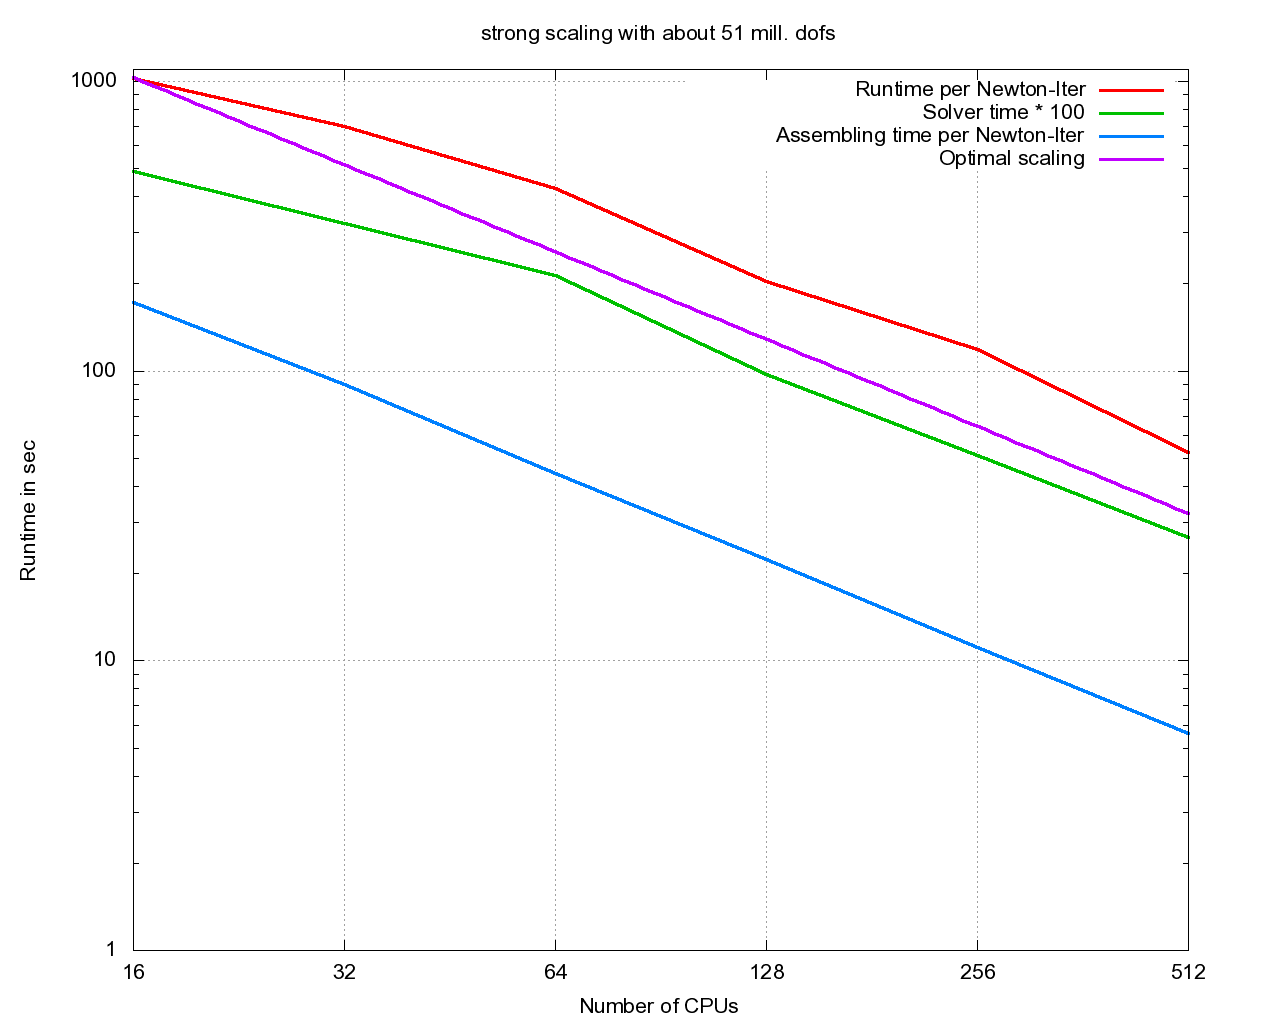 strong scaling with about 51 mill. dofs
Runtime per Newton-Iter
Solver time * 100
Assembling time per Newton-Iter
Optimal scaling
1000
100
10
1
Runtime in sec
16 32 64 128 256 512
Number of CPUs